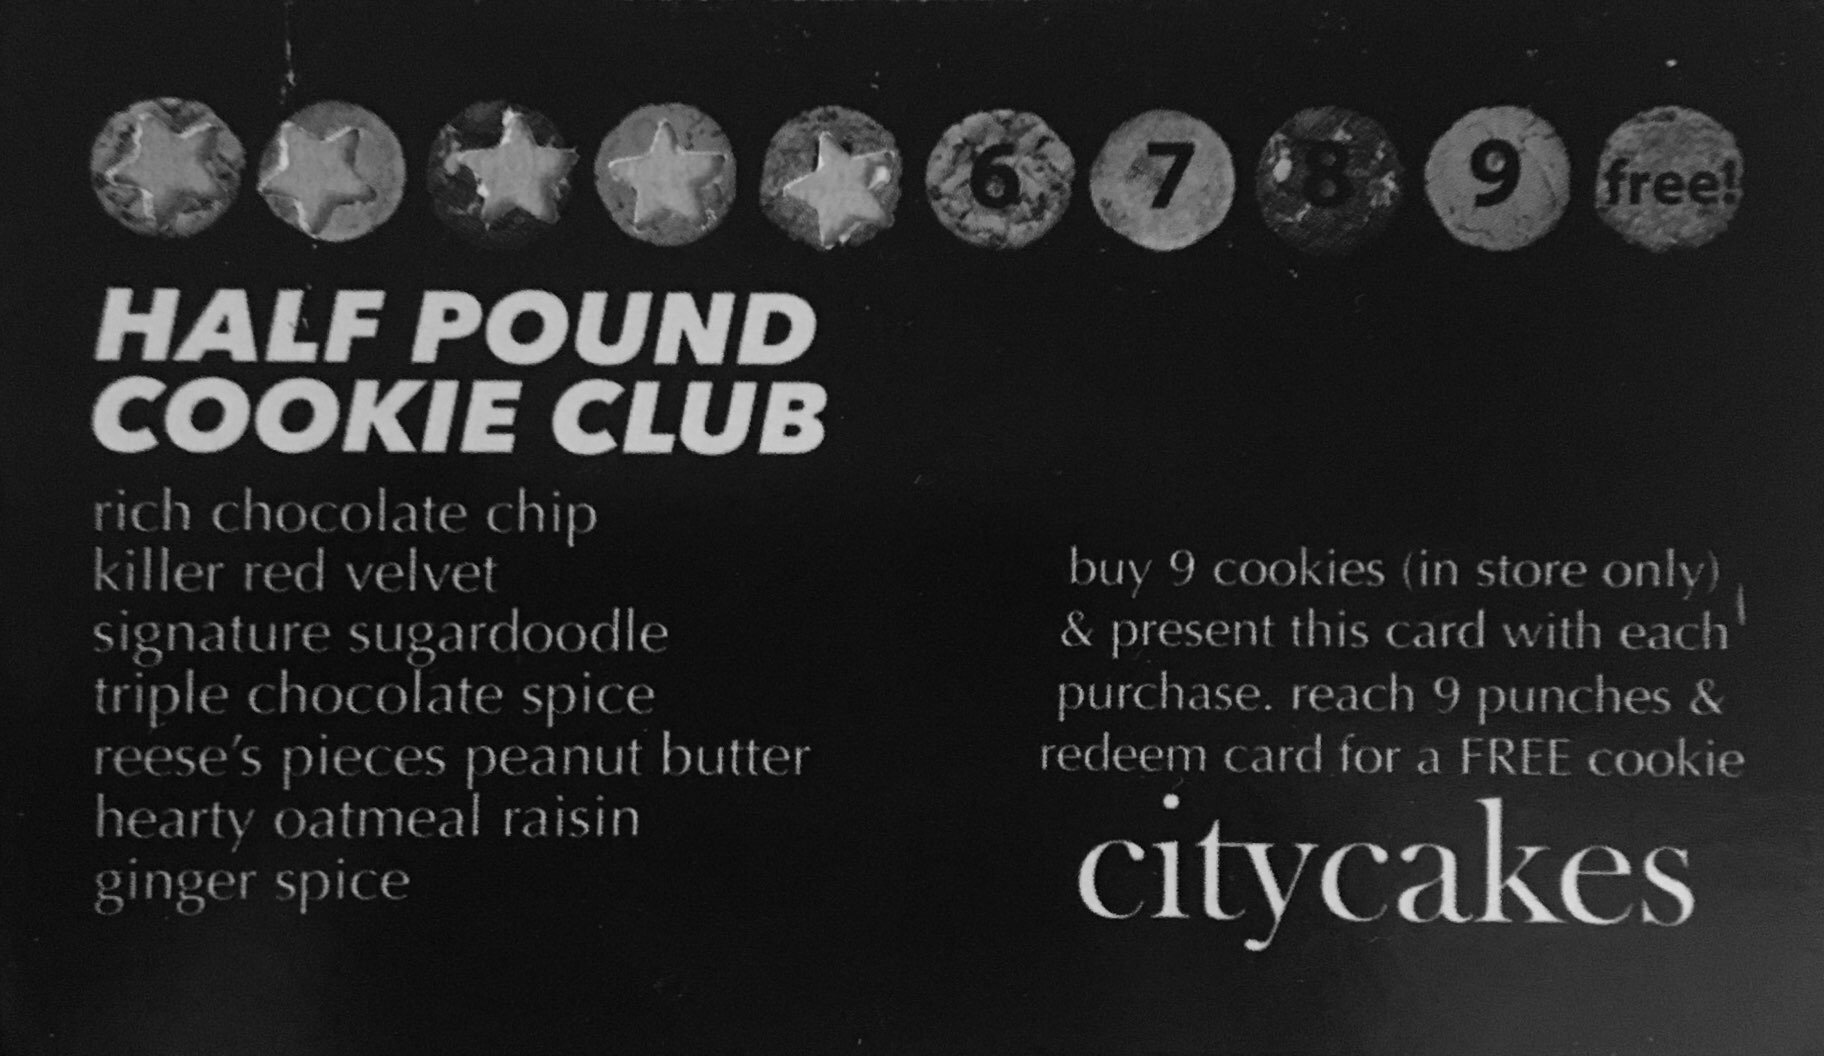 6 7 8 9 free!
HALF POUND
COOKIE CLUB
rich chocolate chip
killer red velvet
signature sugardoodle
triple chocolate spice
reese's pieces peanut butter
hearty oatmeal raisin
ginger spice
buy 9 cookies (in store only)
& present this card with each
purchase. reach 9 punches &
redeem card for a FREE cookie
citycakes